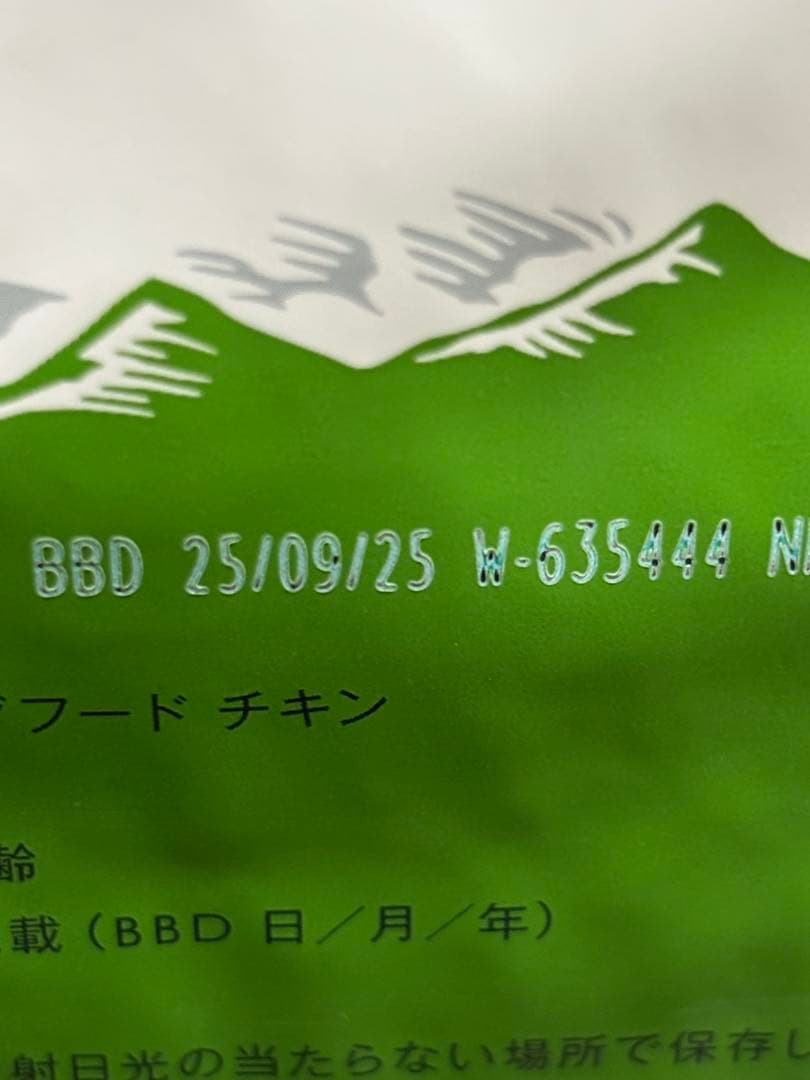 BBD 25/09/25 W-635444 N
フード チキン
齢
載（BBD 日／月／年）
射日光の当たらない場所で保存し